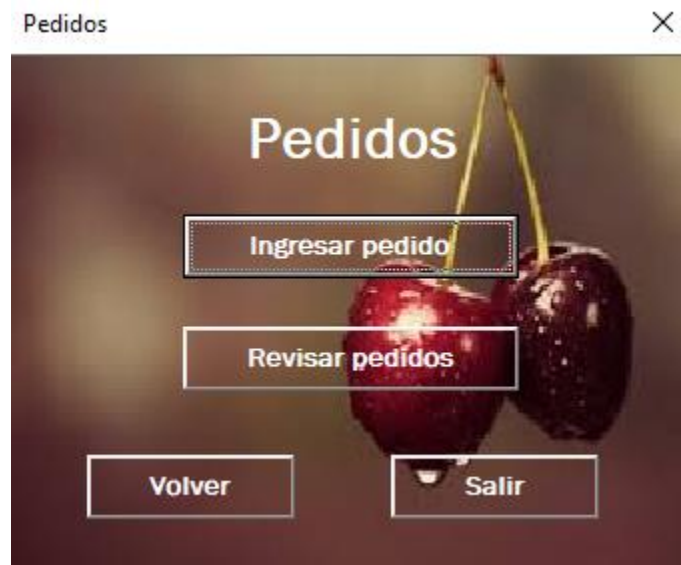 Pedidos
Pedidos
Ingresar pedido
Revisar pedidos
Volver
Salir